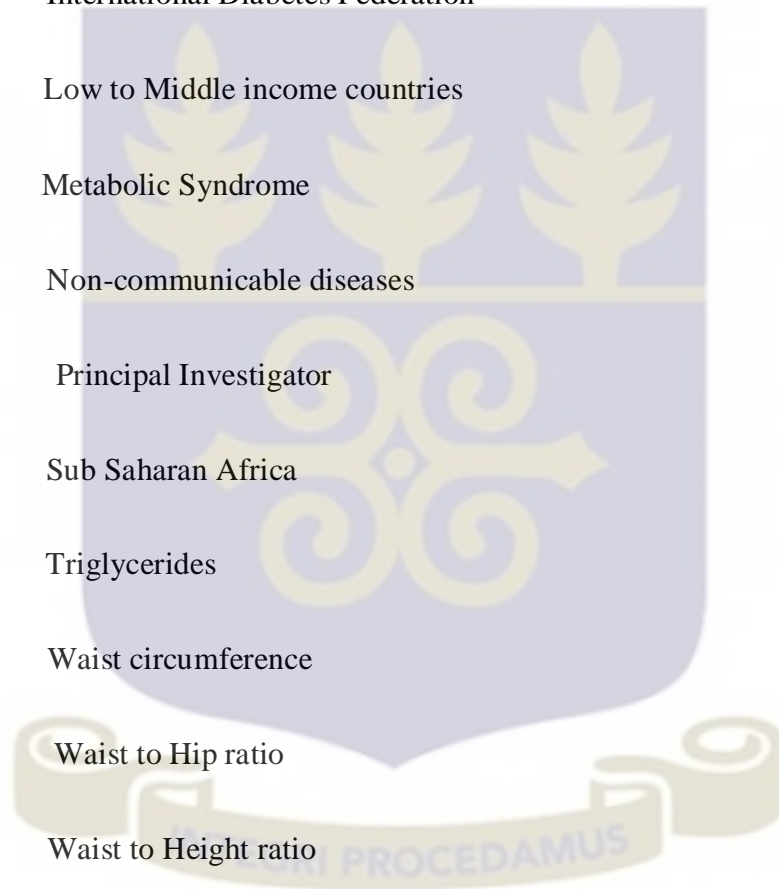 International Diabetes Federation
Low to Middle income countries
Metabolic Syndrome
Non-communicable diseases
Principal Investigator
Sub Saharan Africa
Triglycerides
Waist circumference
Waist to Hip ratio
Waist to Height ratio
INTEGRI PROCEDAMUS